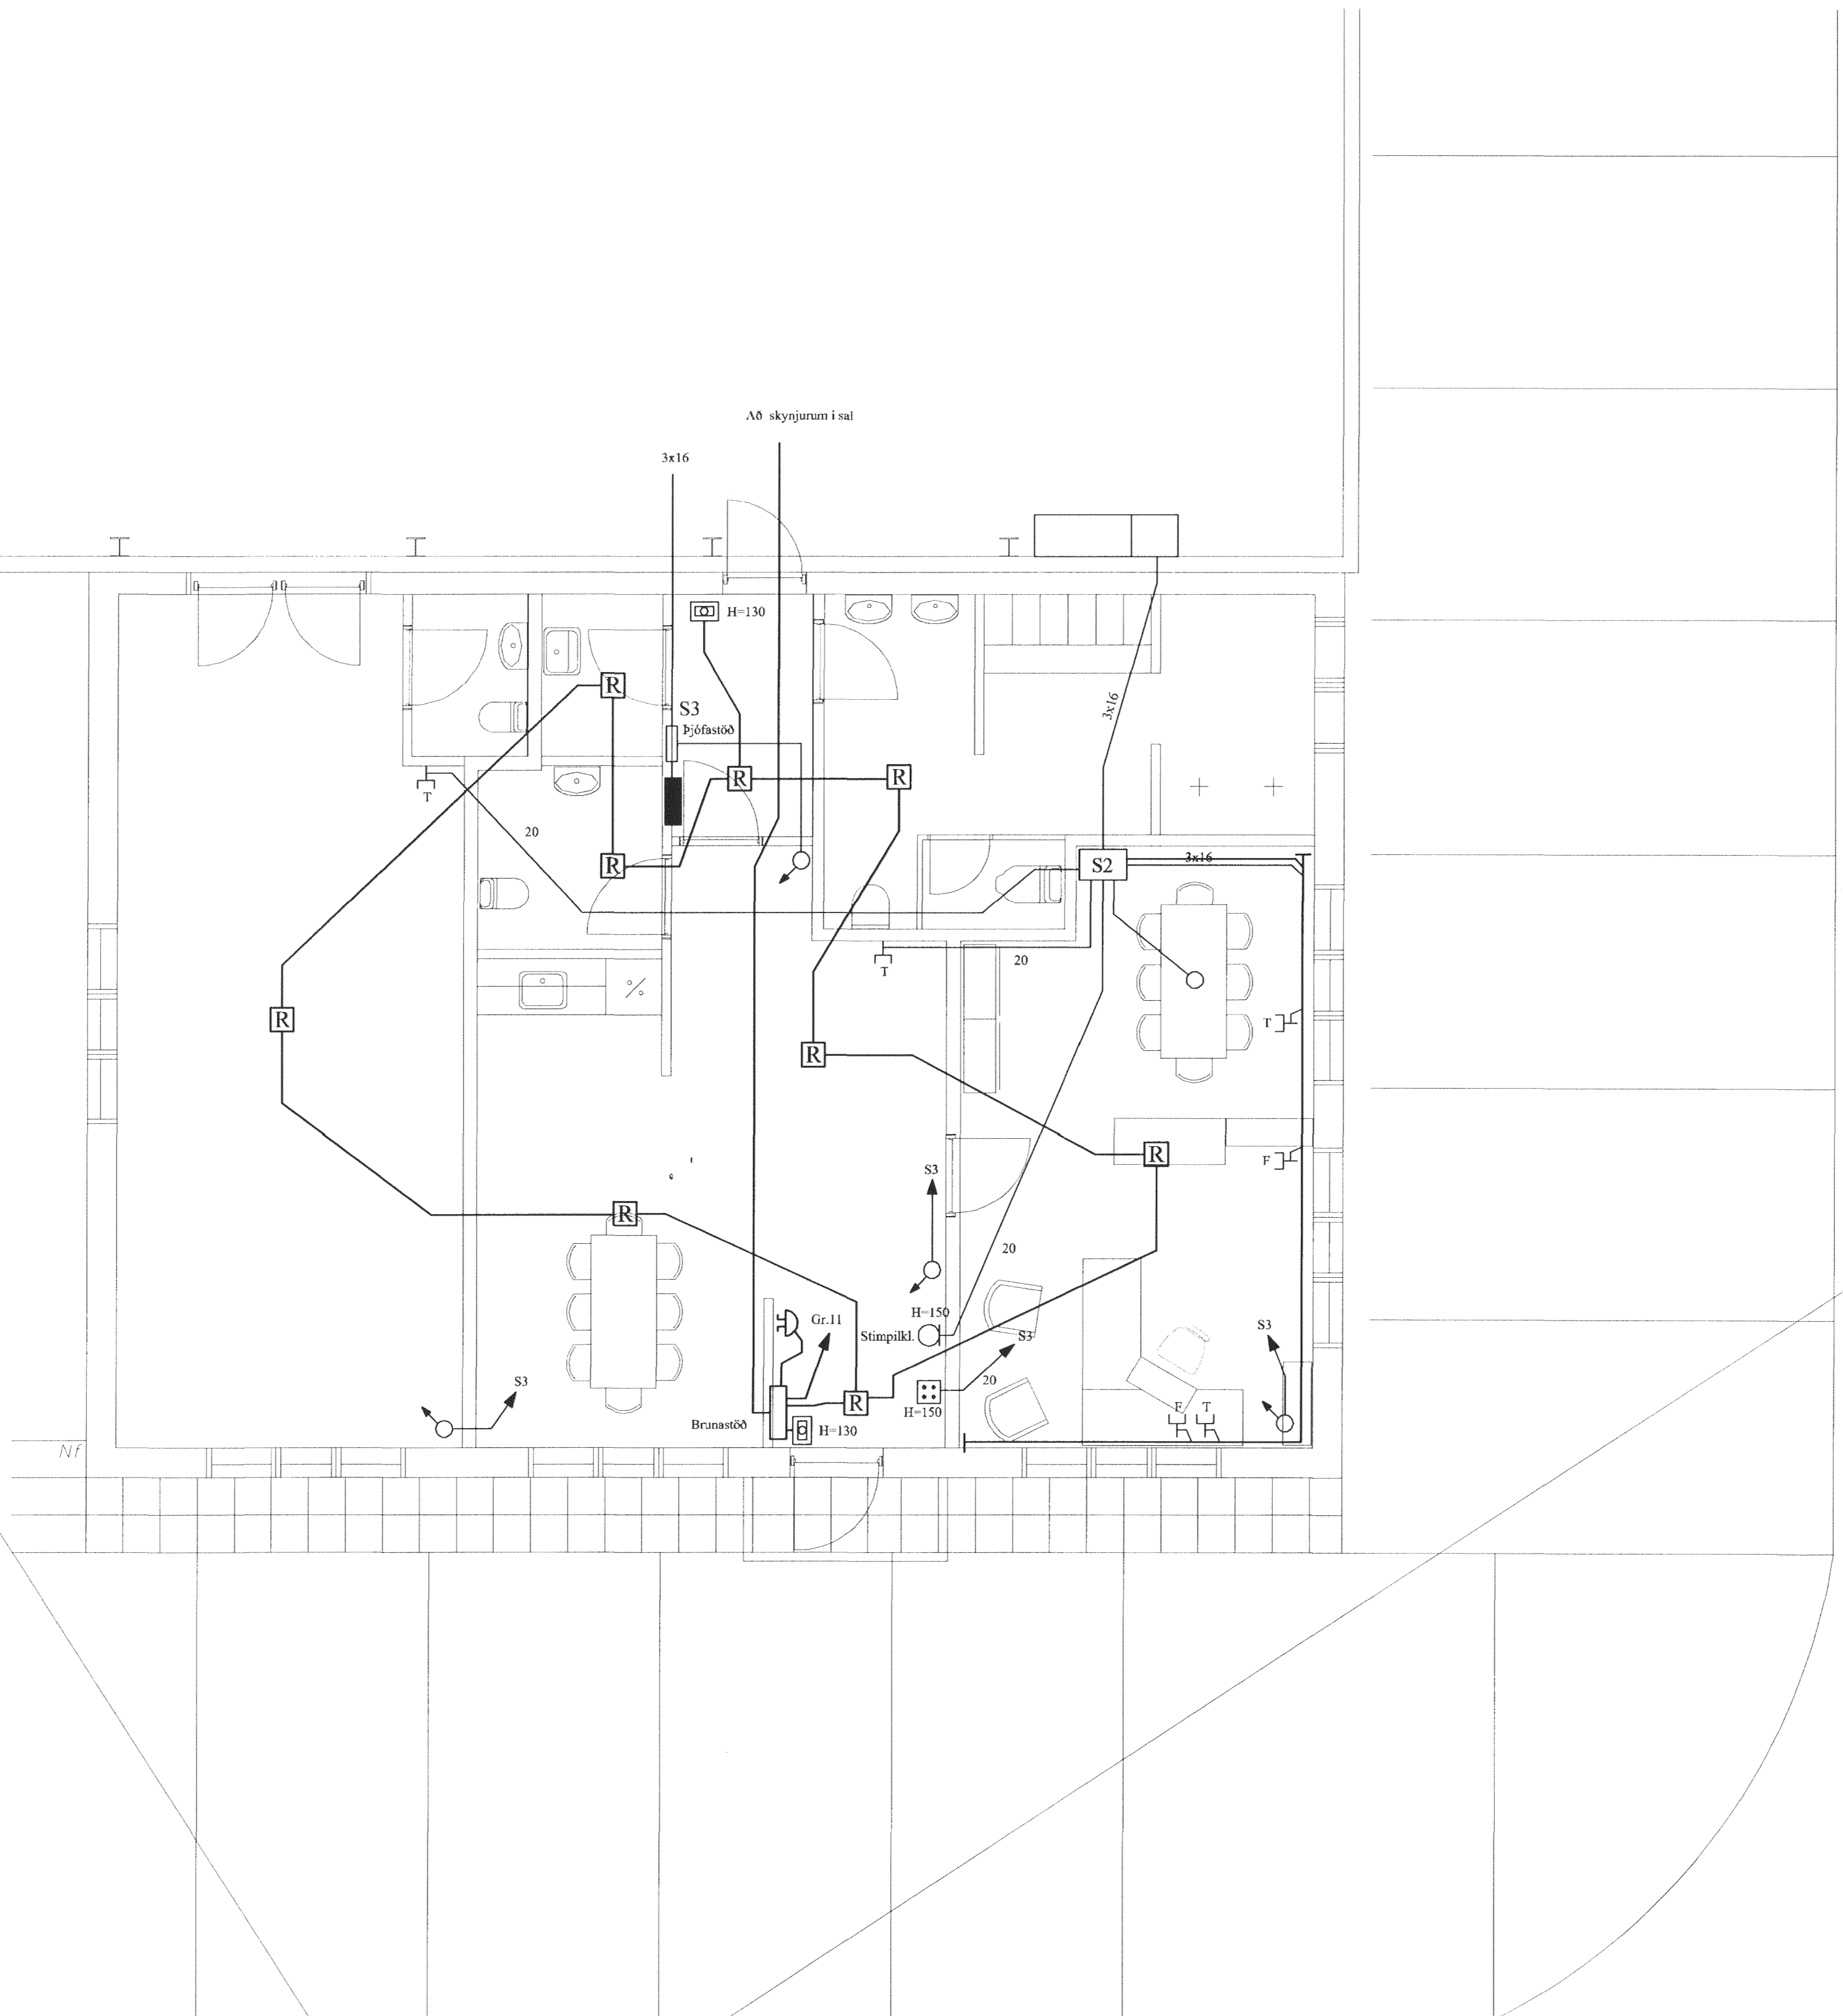 Að skynjurum í sal
3x16
H=130
R
S3
3x16
Þjófastöð
R
R
T
20
R
S2
3x16
20
T
R
T
R
R
F
S3
R
20
H=150
Gr.11
Stimpilkl.
S3
S3
S3
20
R
H=150
F T
Brunastöð
H=130
Nf